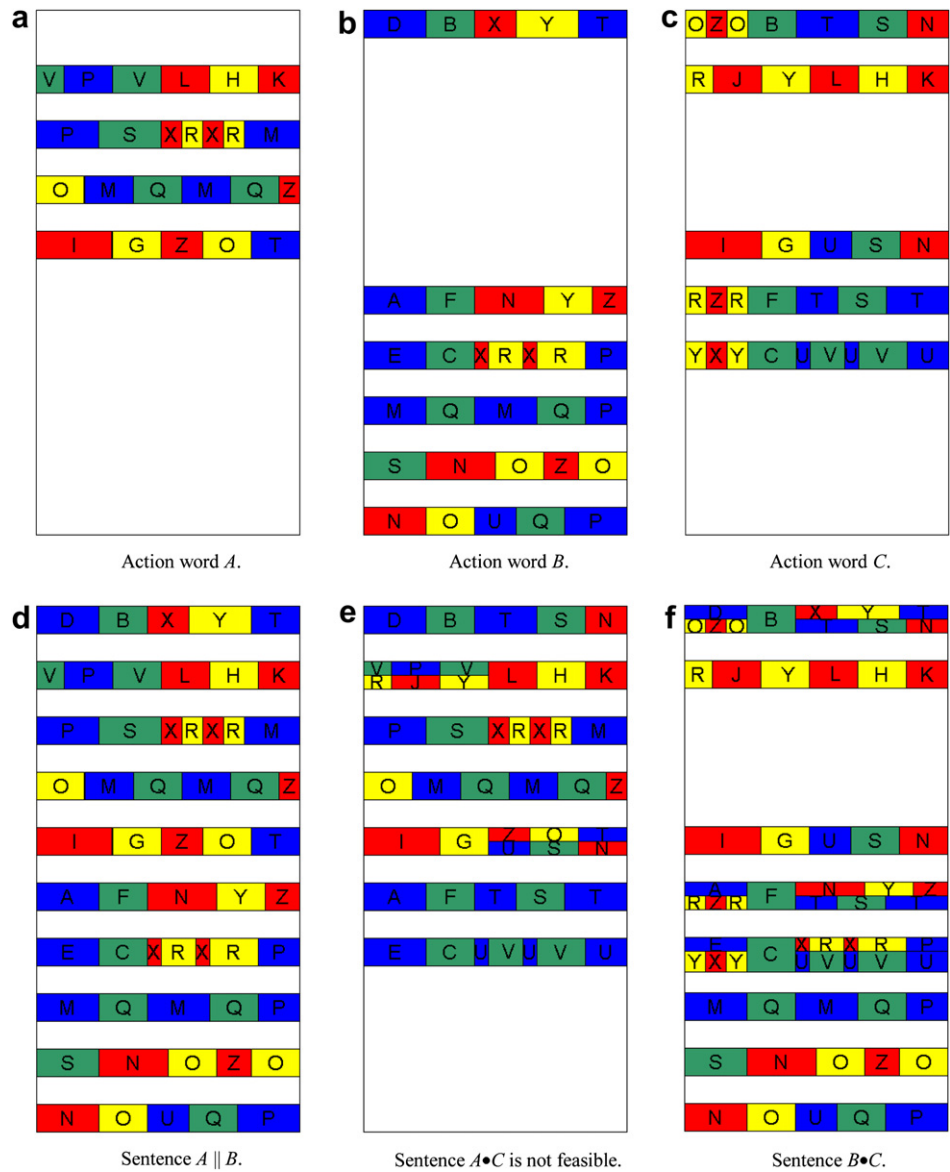 a
V P V L H K
P S X R X R M
O M Q M Q Z
I G Z O T
Action word A.
b
D B X Y T
A F N Y Z
E C X R X R P
M Q M Q P
S N O Z O
N O U Q P
Action word B.
c
O Z O B T S N
R J Y L H K
I G U S N
R Z R F T S T
Y X Y C U V U V U
Action word C.
d
D B X Y T
V P V L H K
P S X R X R M
O M Q M Q Z
I G Z O T
A F N Y Z
E C X R X R P
M Q M Q P
S N O Z O
N O U Q P
Sentence A || B.
e
D B T S N
V P V
R J Y L H K
P S X R X R M
O M Q M Q Z
I G Z O T
U S N
A F T S T
E C U V U V U
Sentence A•C is not feasible.
f
D B X Y T
O Z O T S N
R J Y L H K
I G U S N
A F N Y Z
R Z R T S T
E C X R X R P
Y X Y U V U V U
M Q M Q P
S N O Z O
N O U Q P
Sentence B•C.